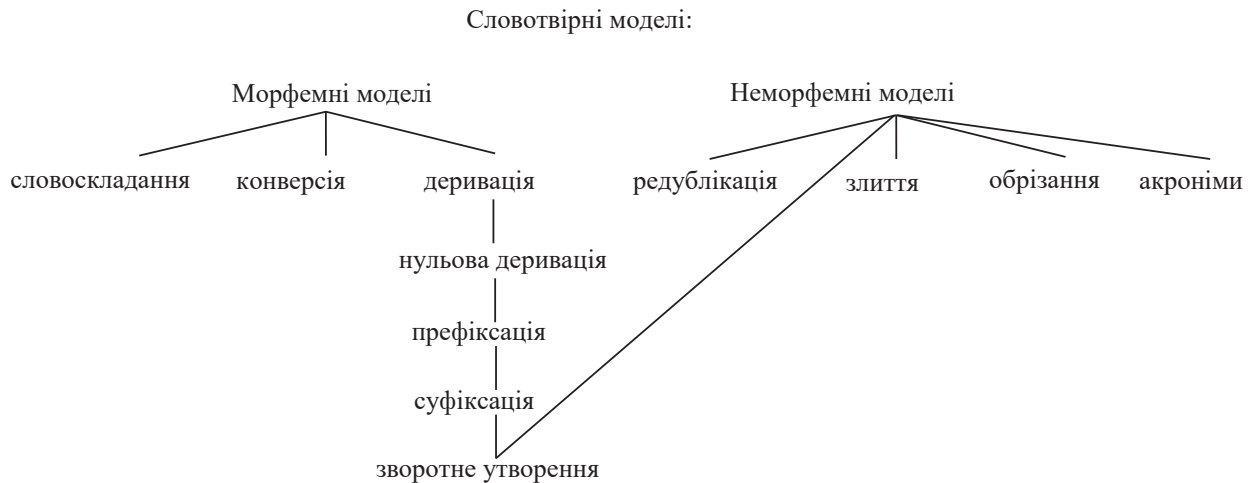 Словотвірні моделі:
Морфемні моделі
Неморфемні моделі
словоскладання
конверсія
деривація
редублікація
злиття
обрізання
акроніми
нульова деривація
префіксація
суфіксація
зворотне утворення